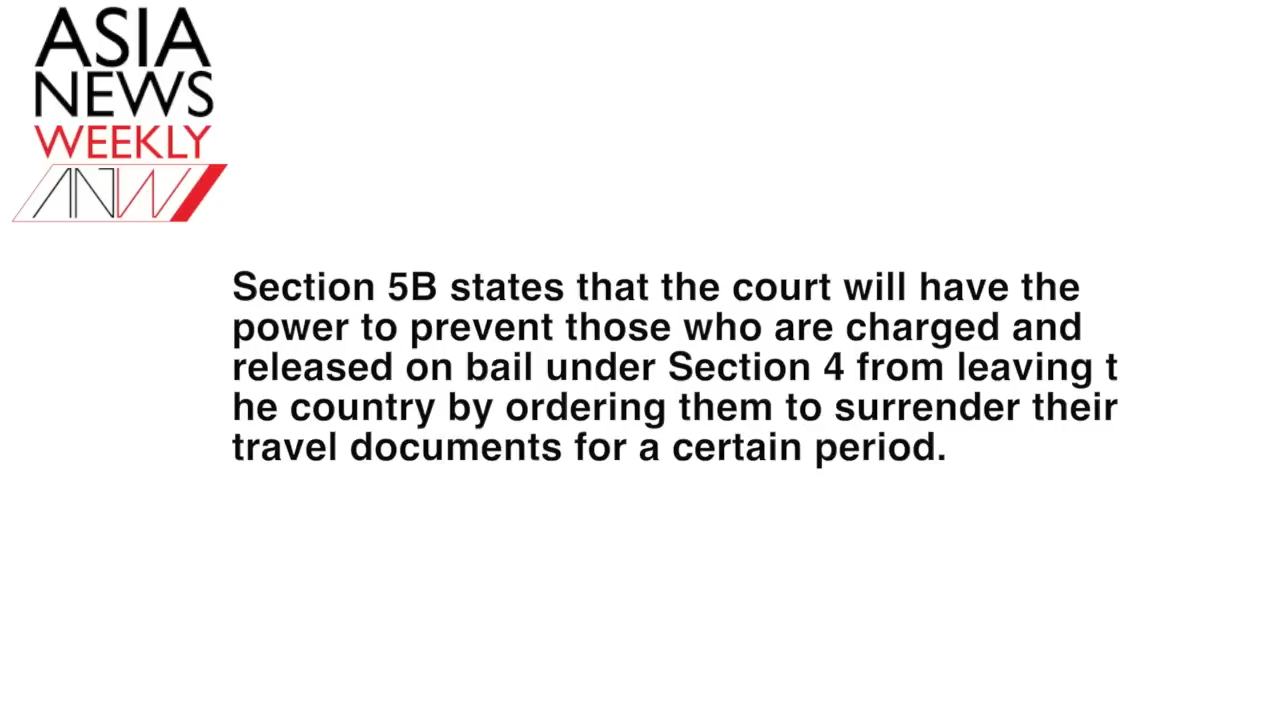 ASIA
NEWS
WEEKLY
ANW
Section 5B states that the court will have the
power to prevent those who are charged and
released on bail under Section 4 from leaving t
he country by ordering them to surrender their
travel documents for a certain period.